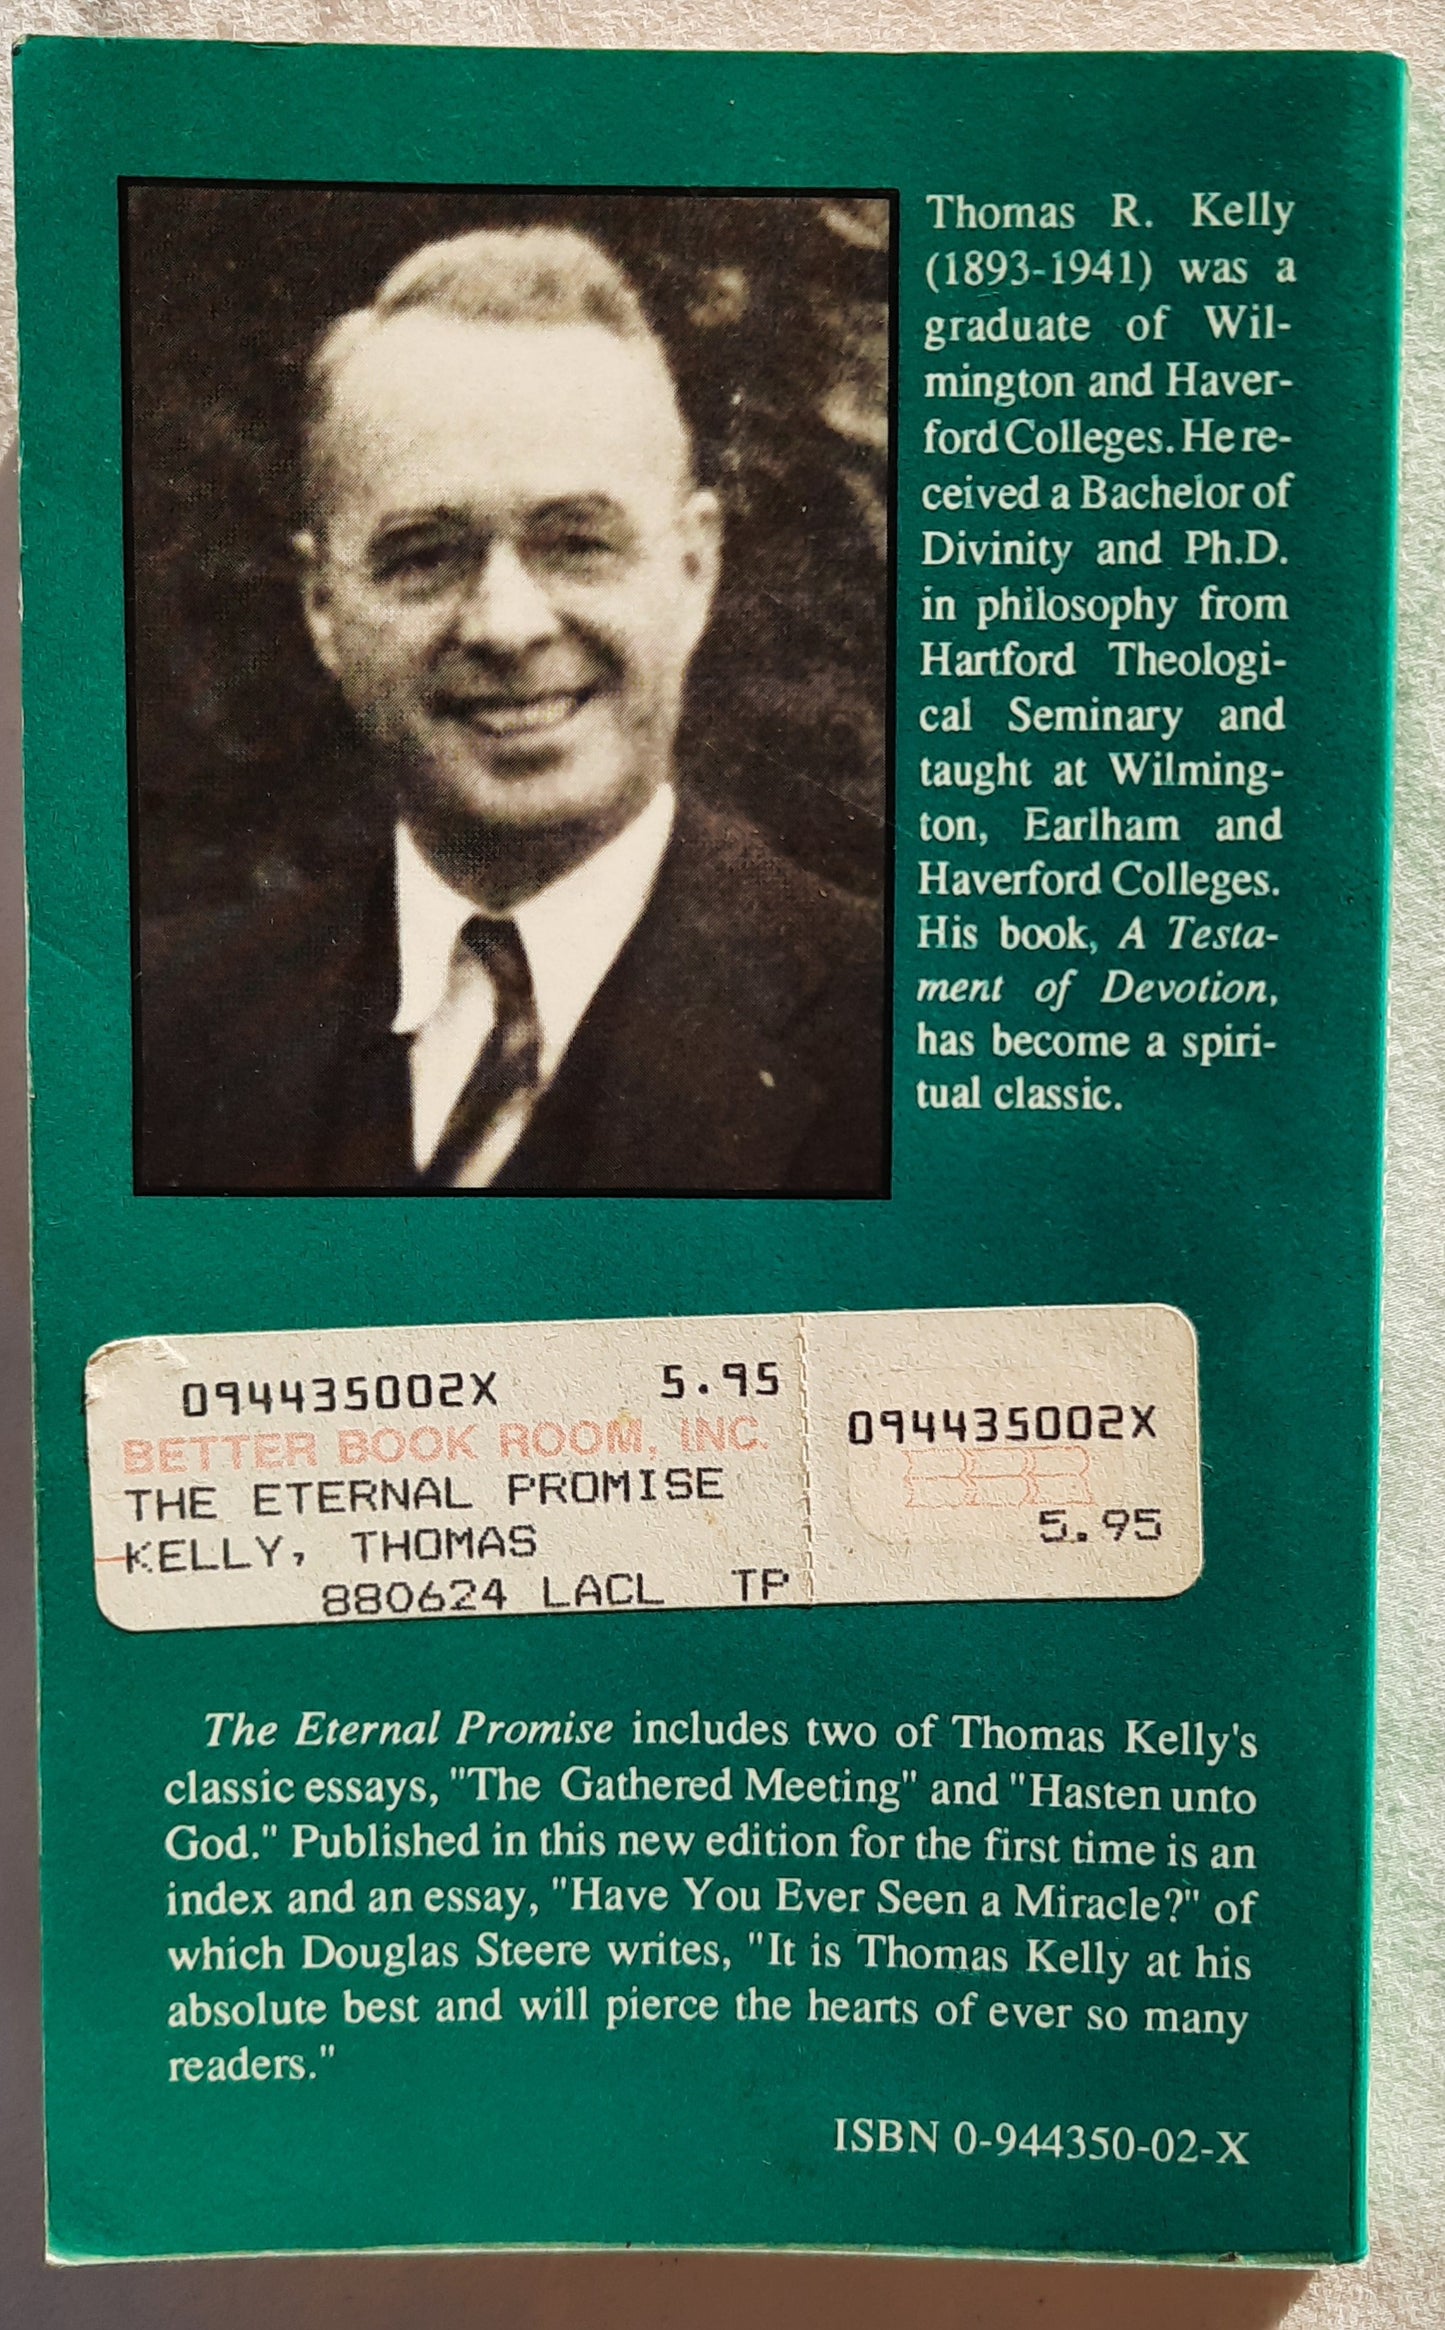 Thomas R. Kelly
(1893-1941) was a
graduate of Wil-
mington and Haver-
ford Colleges. He re-
ceived a Bachelor of
Divinity and Ph.D.
in philosophy from
Hartford Theologi-
cal Seminary and
taught at Wilming-
ton, Earlham and
Haverford Colleges.
His book, A Testa-
ment of Devotion,
has become a spiri-
tual classic.
094435002X 5.95
BETTER BOOK ROOM, INC.
THE ETERNAL PROMISE
KELLY, THOMAS
880624 LACL TP
094435002X
5.95
The Eternal Promise includes two of Thomas Kelly's
classic essays, "The Gathered Meeting" and "Hasten unto
God." Published in this new edition for the first time is an
index and an essay, "Have You Ever Seen a Miracle?" of
which Douglas Steere writes, "It is Thomas Kelly at his
absolute best and will pierce the hearts of ever so many
readers."
ISBN 0-944350-02-X